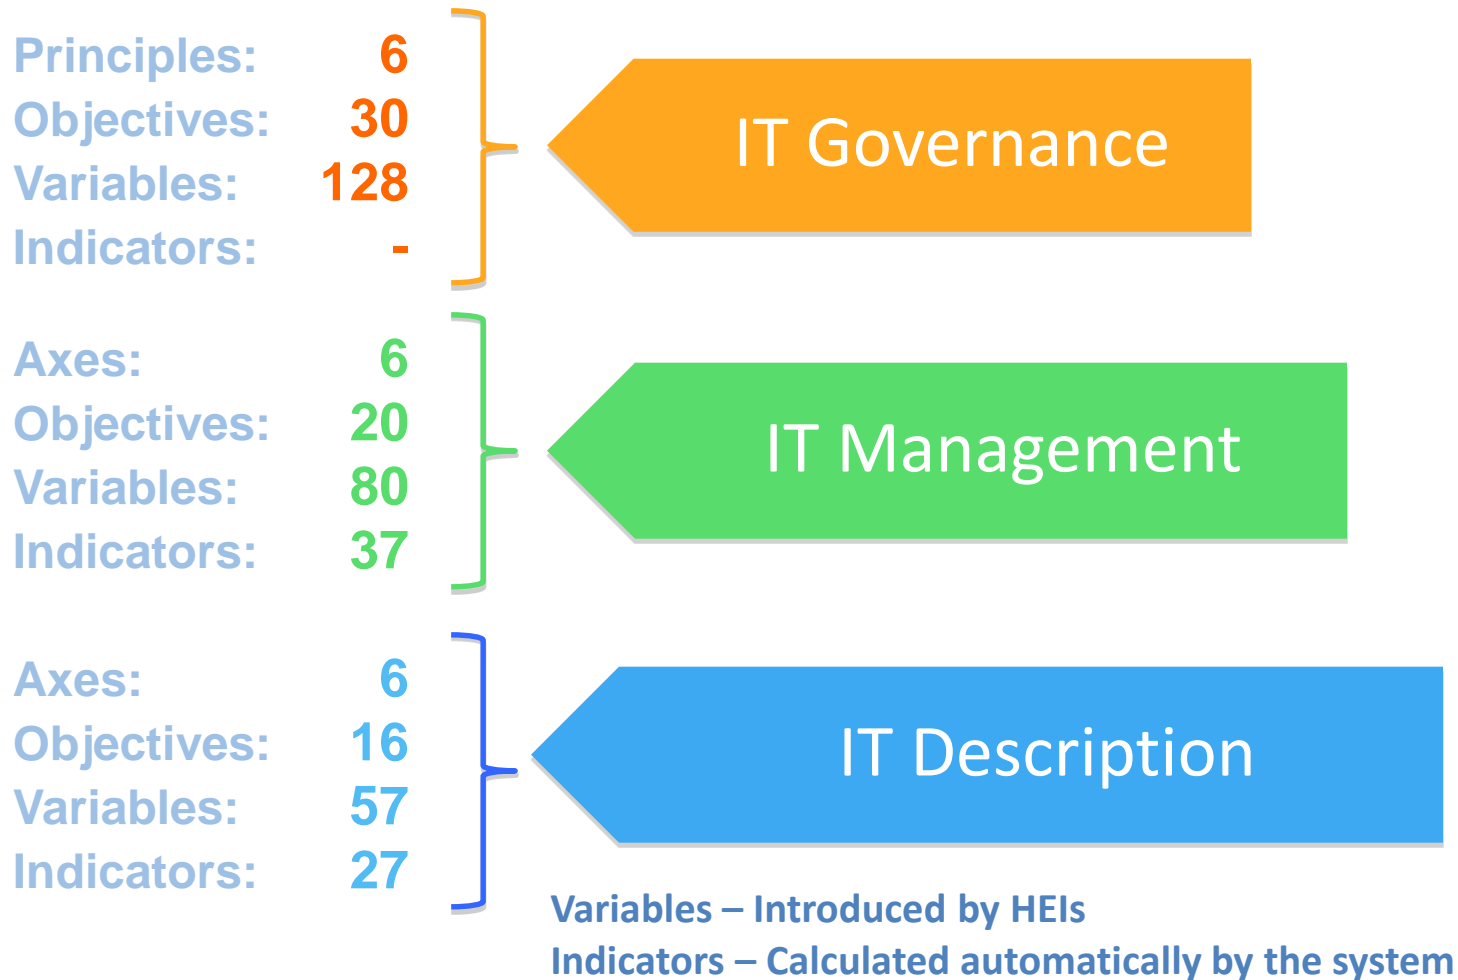 Principles: 6
Objectives: 30
Variables: 128
Indicators: -
IT Governance
Axes: 6
Objectives: 20
Variables: 80
Indicators: 37
IT Management
Axes: 6
Objectives: 16
Variables: 57
Indicators: 27
IT Description
Variables – Introduced by HEIs
Indicators – Calculated automatically by the system